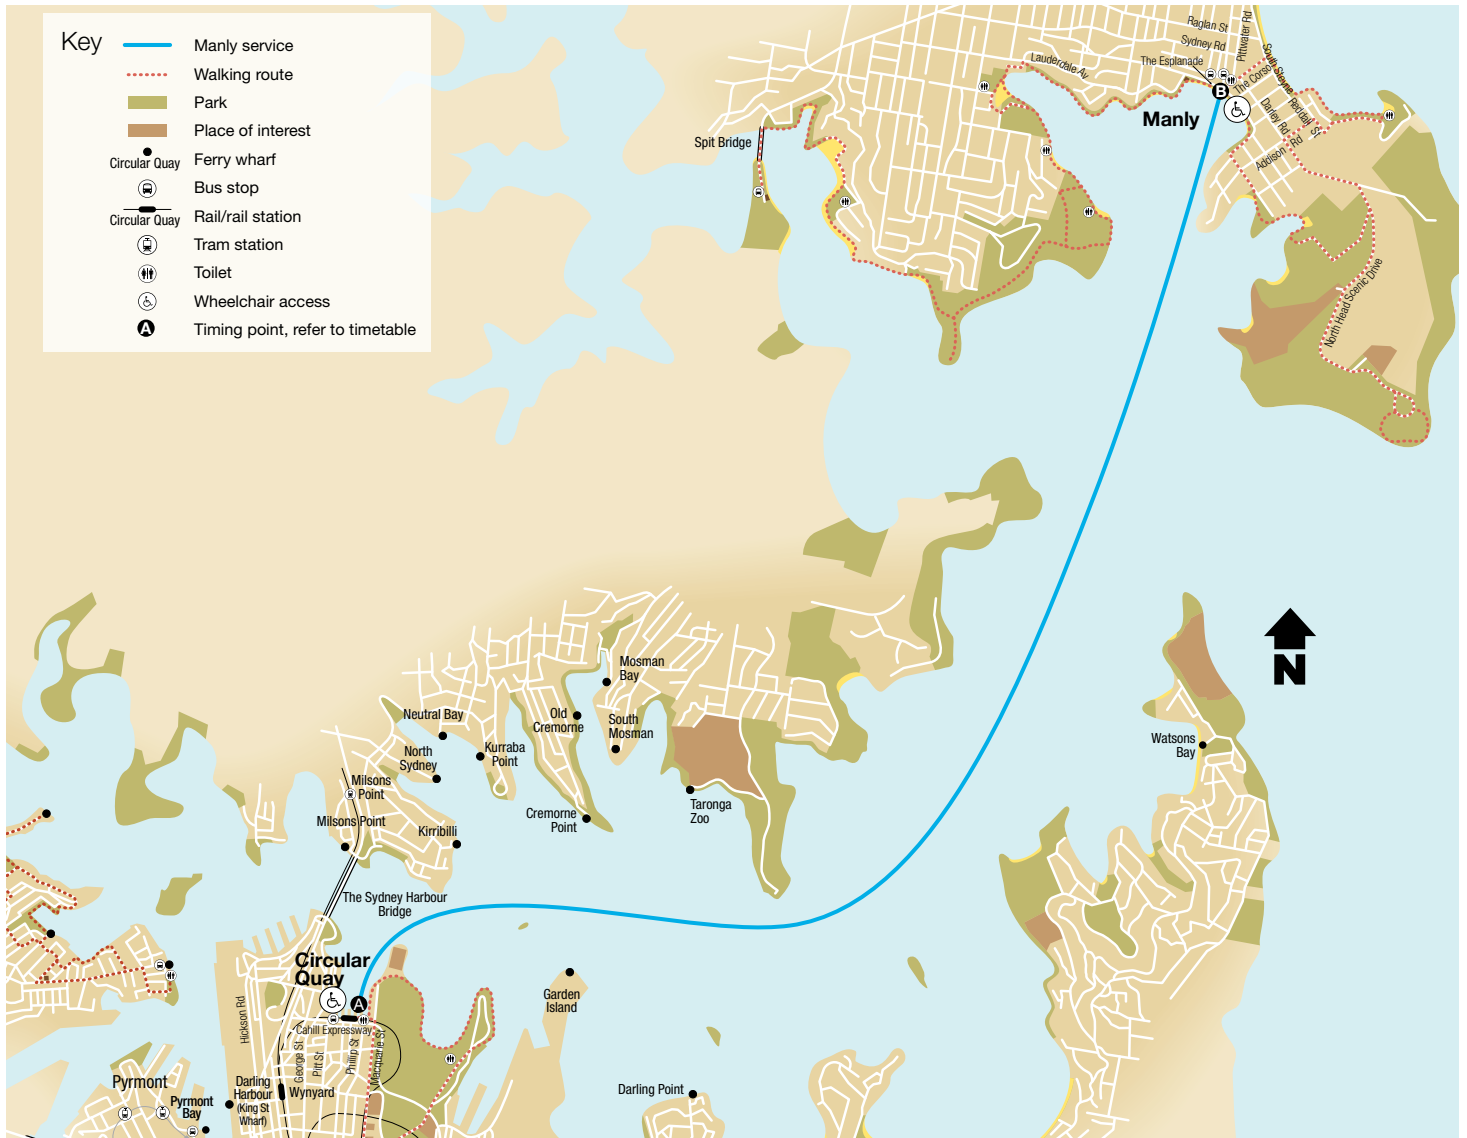 Key
Manly service
Walking route
Park
Place of interest
Circular Quay
Ferry wharf
Bus stop
Circular Quay
Rail/rail station
Tram station
Toilet
Wheelchair access
A
Timing point, refer to timetable
Raglan St
Sydney Rd
Pittwater Rd
The Esplanade
Lauderdale Av
South Steyne
The Corso
B
Manly
Darley Rd
Reddall St
Addison Rd
Spit Bridge
North Head Scenic Drive
N
Mosman
Bay
Neutral Bay
Old
Cremorne
South
Mosman
North
Sydney
Kurraba
Point
Watsons
Bay
Milsons
Point
Milsons Point
Kirribilli
Cremorne
Point
Taronga
Zoo
The Sydney Harbour
Bridge
Circular
Quay
A
Garden
Island
Hickson Rd
Cahill Expressway
George St
Pitt St
Phillip St
Macquarie St
Pyrmont
Pyrmont
Bay
Darling
Harbour
(King St
Wharf)
Wynyard
Darling Point